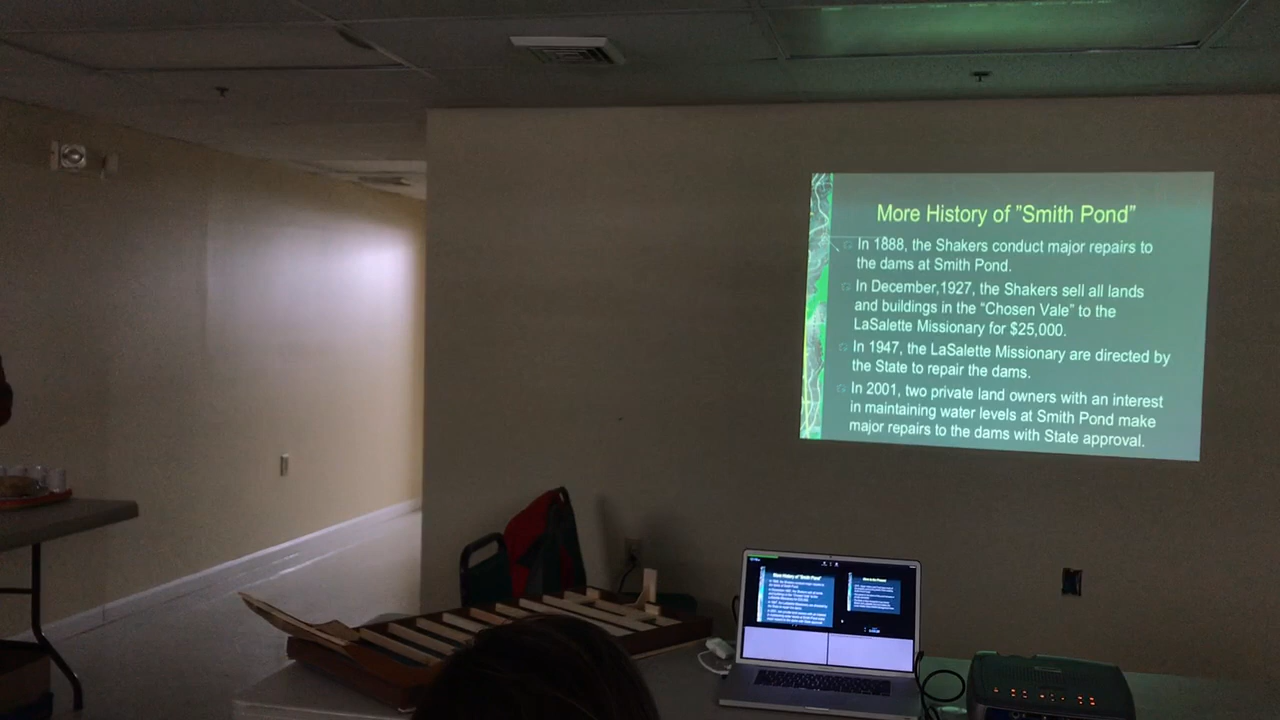 More History of "Smith Pond"
In 1888, the Shakers conduct major repairs to
the dams at Smith Pond.
In December,1927, the Shakers sell all lands
and buildings in the “Chosen Vale” to the
LaSalette Missionary for $25,000.
In 1947, the LaSalette Missionary are directed by
the State to repair the dams.
In 2001, two private land owners with an interest
in maintaining water levels at Smith Pond make
major repairs to the dams with State approval.
More History of "Smith Pond"